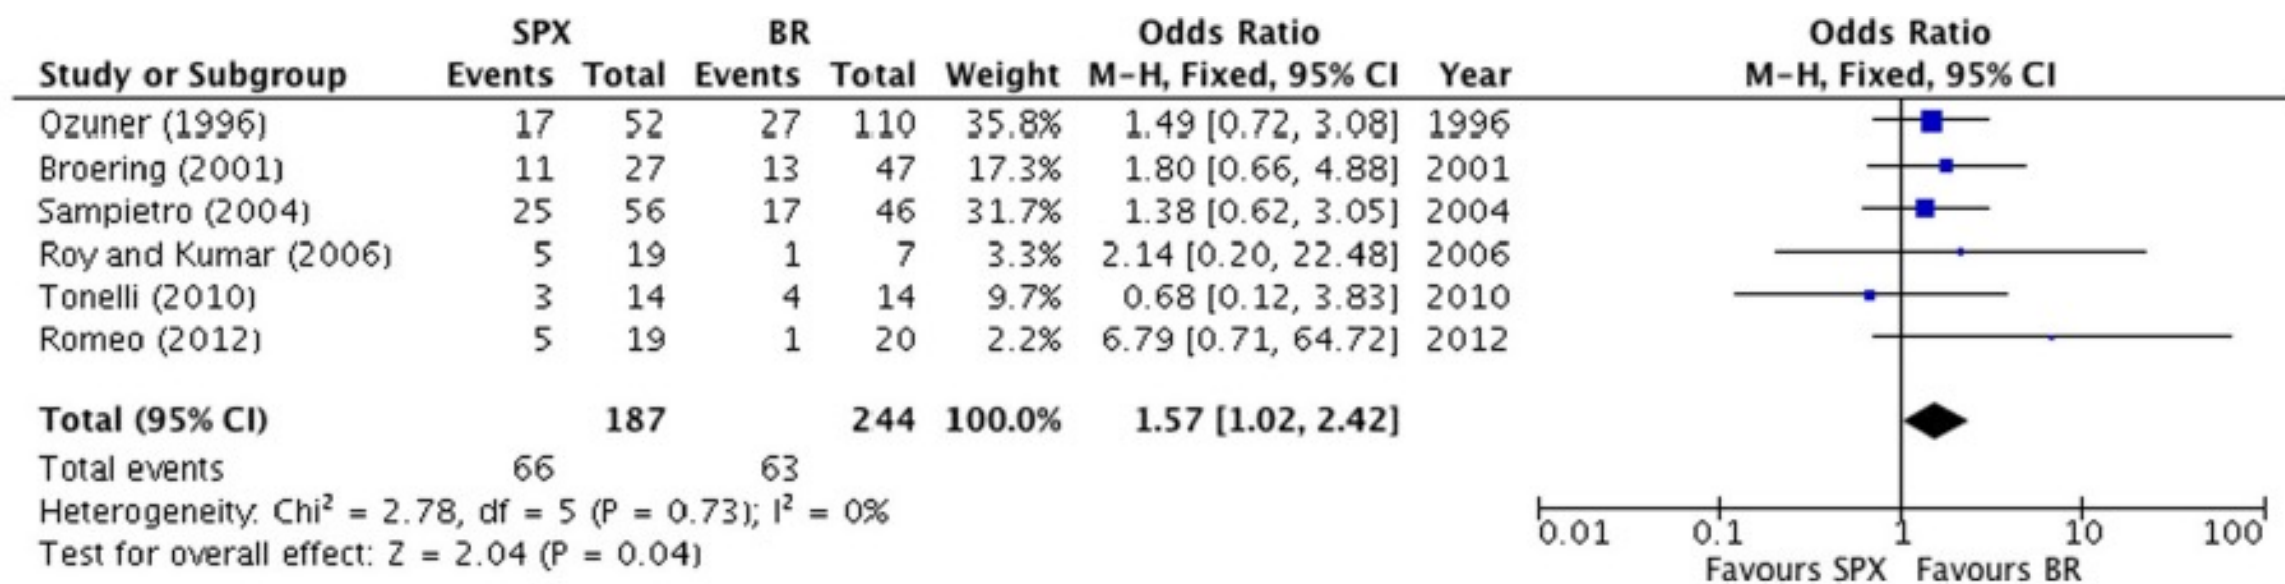 SPX BR Odds Ratio Odds Ratio
Study or Subgroup Events Total Events Total Weight M-H, Fixed, 95% CI Year M-H, Fixed, 95% CI
Ozuner (1996) 17 52 27 110 35.8% 1.49 [0.72, 3.08] 1996
Broering (2001) 11 27 13 47 17.3% 1.80 [0.66, 4.88] 2001
Sampietro (2004) 25 56 17 46 31.7% 1.38 [0.62, 3.05] 2004
Roy and Kumar (2006) 5 19 1 7 3.3% 2.14 [0.20, 22.48] 2006
Tonelli (2010) 3 14 4 14 9.7% 0.68 [0.12, 3.83] 2010
Romeo (2012) 5 19 1 20 2.2% 6.79 [0.71, 64.72] 2012
Total (95% CI) 187 244 100.0% 1.57 [1.02, 2.42]
Total events 66 63
Heterogeneity: Chi² = 2.78, df = 5 (P = 0.73); I² = 0%
Test for overall effect: Z = 2.04 (P = 0.04)
0.01 0.1 1 10 100
Favours SPX Favours BR